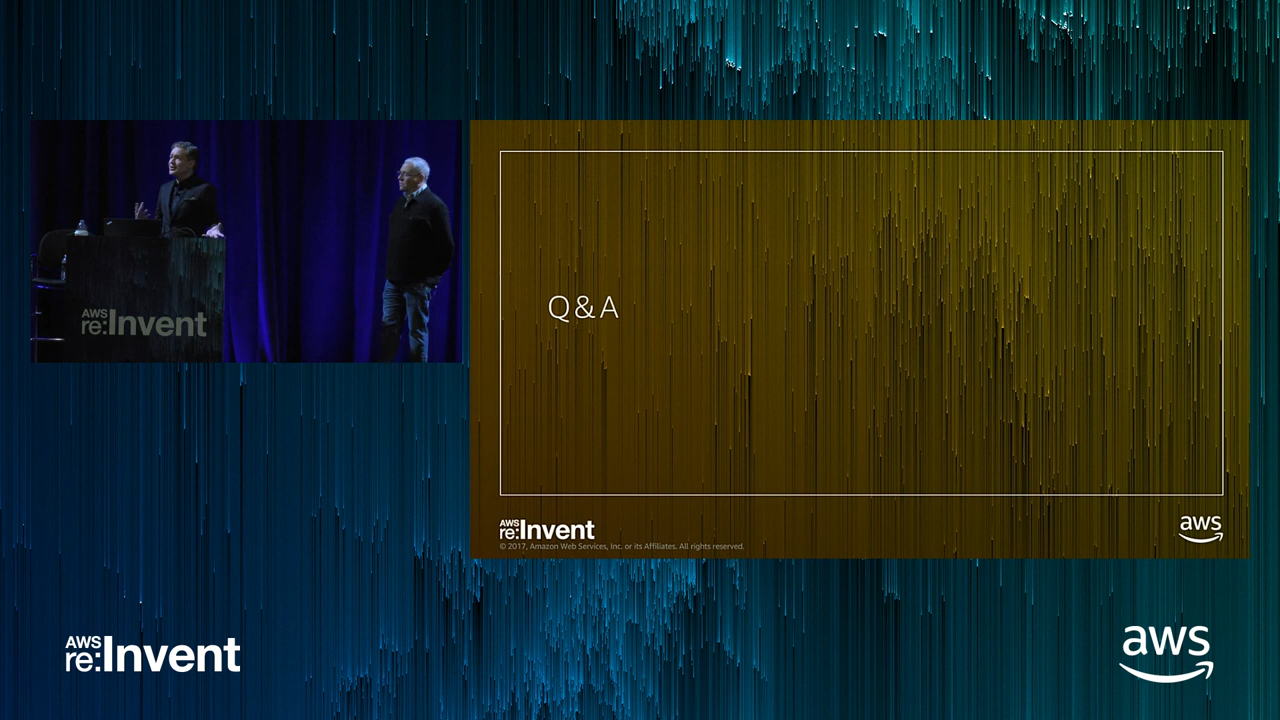 AWS
re:Invent
Q&A
AWS
re:Invent
© 2017, Amazon Web Services, Inc. or its Affiliates. All rights reserved.
aws
AWS
re:Invent
aws